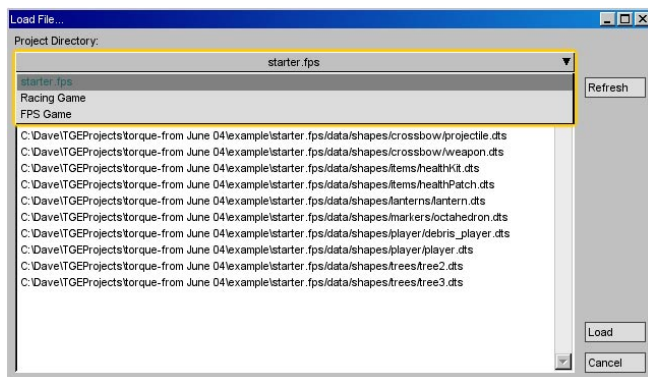 Load File...
Project Directory:
starter.fps
starter.fps
Racing Game
FPS Game
Refresh
C:\Dave\TGEProjects\torque-from June 04\example\starter.fps/data/shapes/crossbow/projectile.dts
C:\Dave\TGEProjects\torque-from June 04\example\starter.fps/data/shapes/crossbow/weapon.dts
C:\Dave\TGEProjects\torque-from June 04\example\starter.fps/data/shapes/items/healthKit.dts
C:\Dave\TGEProjects\torque-from June 04\example\starter.fps/data/shapes/items/healthPatch.dts
C:\Dave\TGEProjects\torque-from June 04\example\starter.fps/data/shapes/lanterns/lantern.dts
C:\Dave\TGEProjects\torque-from June 04\example\starter.fps/data/shapes/markers/octahedron.dts
C:\Dave\TGEProjects\torque-from June 04\example\starter.fps/data/shapes/player/debris_player.dts
C:\Dave\TGEProjects\torque-from June 04\example\starter.fps/data/shapes/player/player.dts
C:\Dave\TGEProjects\torque-from June 04\example\starter.fps/data/shapes/trees/tree2.dts
C:\Dave\TGEProjects\torque-from June 04\example\starter.fps/data/shapes/trees/tree3.dts
Load
Cancel